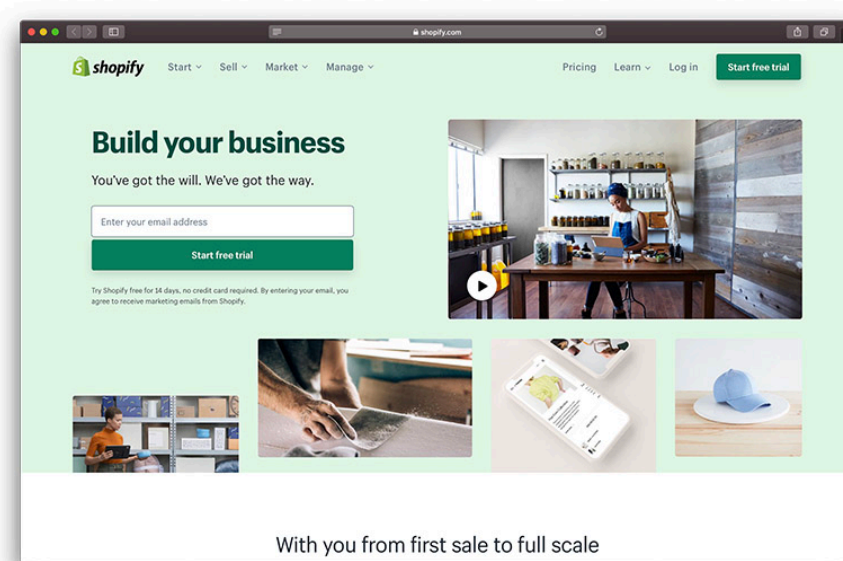 shopify.com
shopify
Start
Sell
Market
Manage
Pricing
Learn
Log in
Start free trial
Build your business
You've got the will. We've got the way.
Enter your email address
Start free trial
Try Shopify free for 14 days, no credit card required. By entering your email, you
agree to receive marketing emails from Shopify.
With you from first sale to full scale